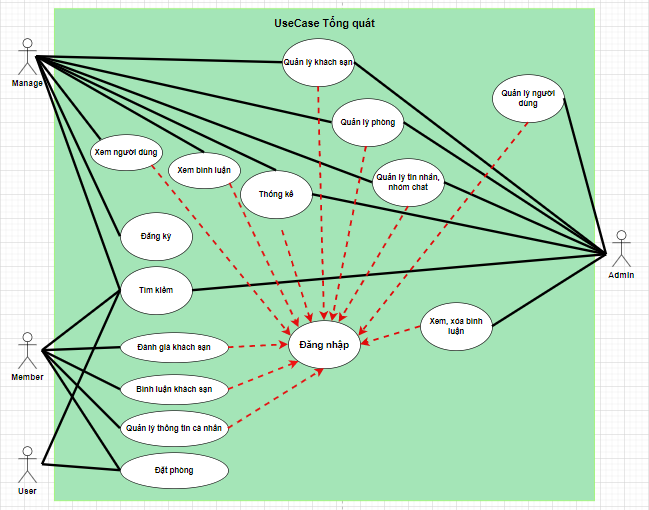 UseCase Tổng quát
Manage
Quản lý khách sạn
Quản lý người
dùng
Quản lý phòng
Xem người dùng
Xem bình luận
Quản lý tin nhắn,
nhóm chat
Thống kê
Đăng ký
Admin
Tìm kiếm
Xem, xóa bình
luận
Đăng nhập
Đánh giá khách sạn
Member
Bình luận khách sạn
Quản lý thông tin cá nhân
Đặt phòng
User